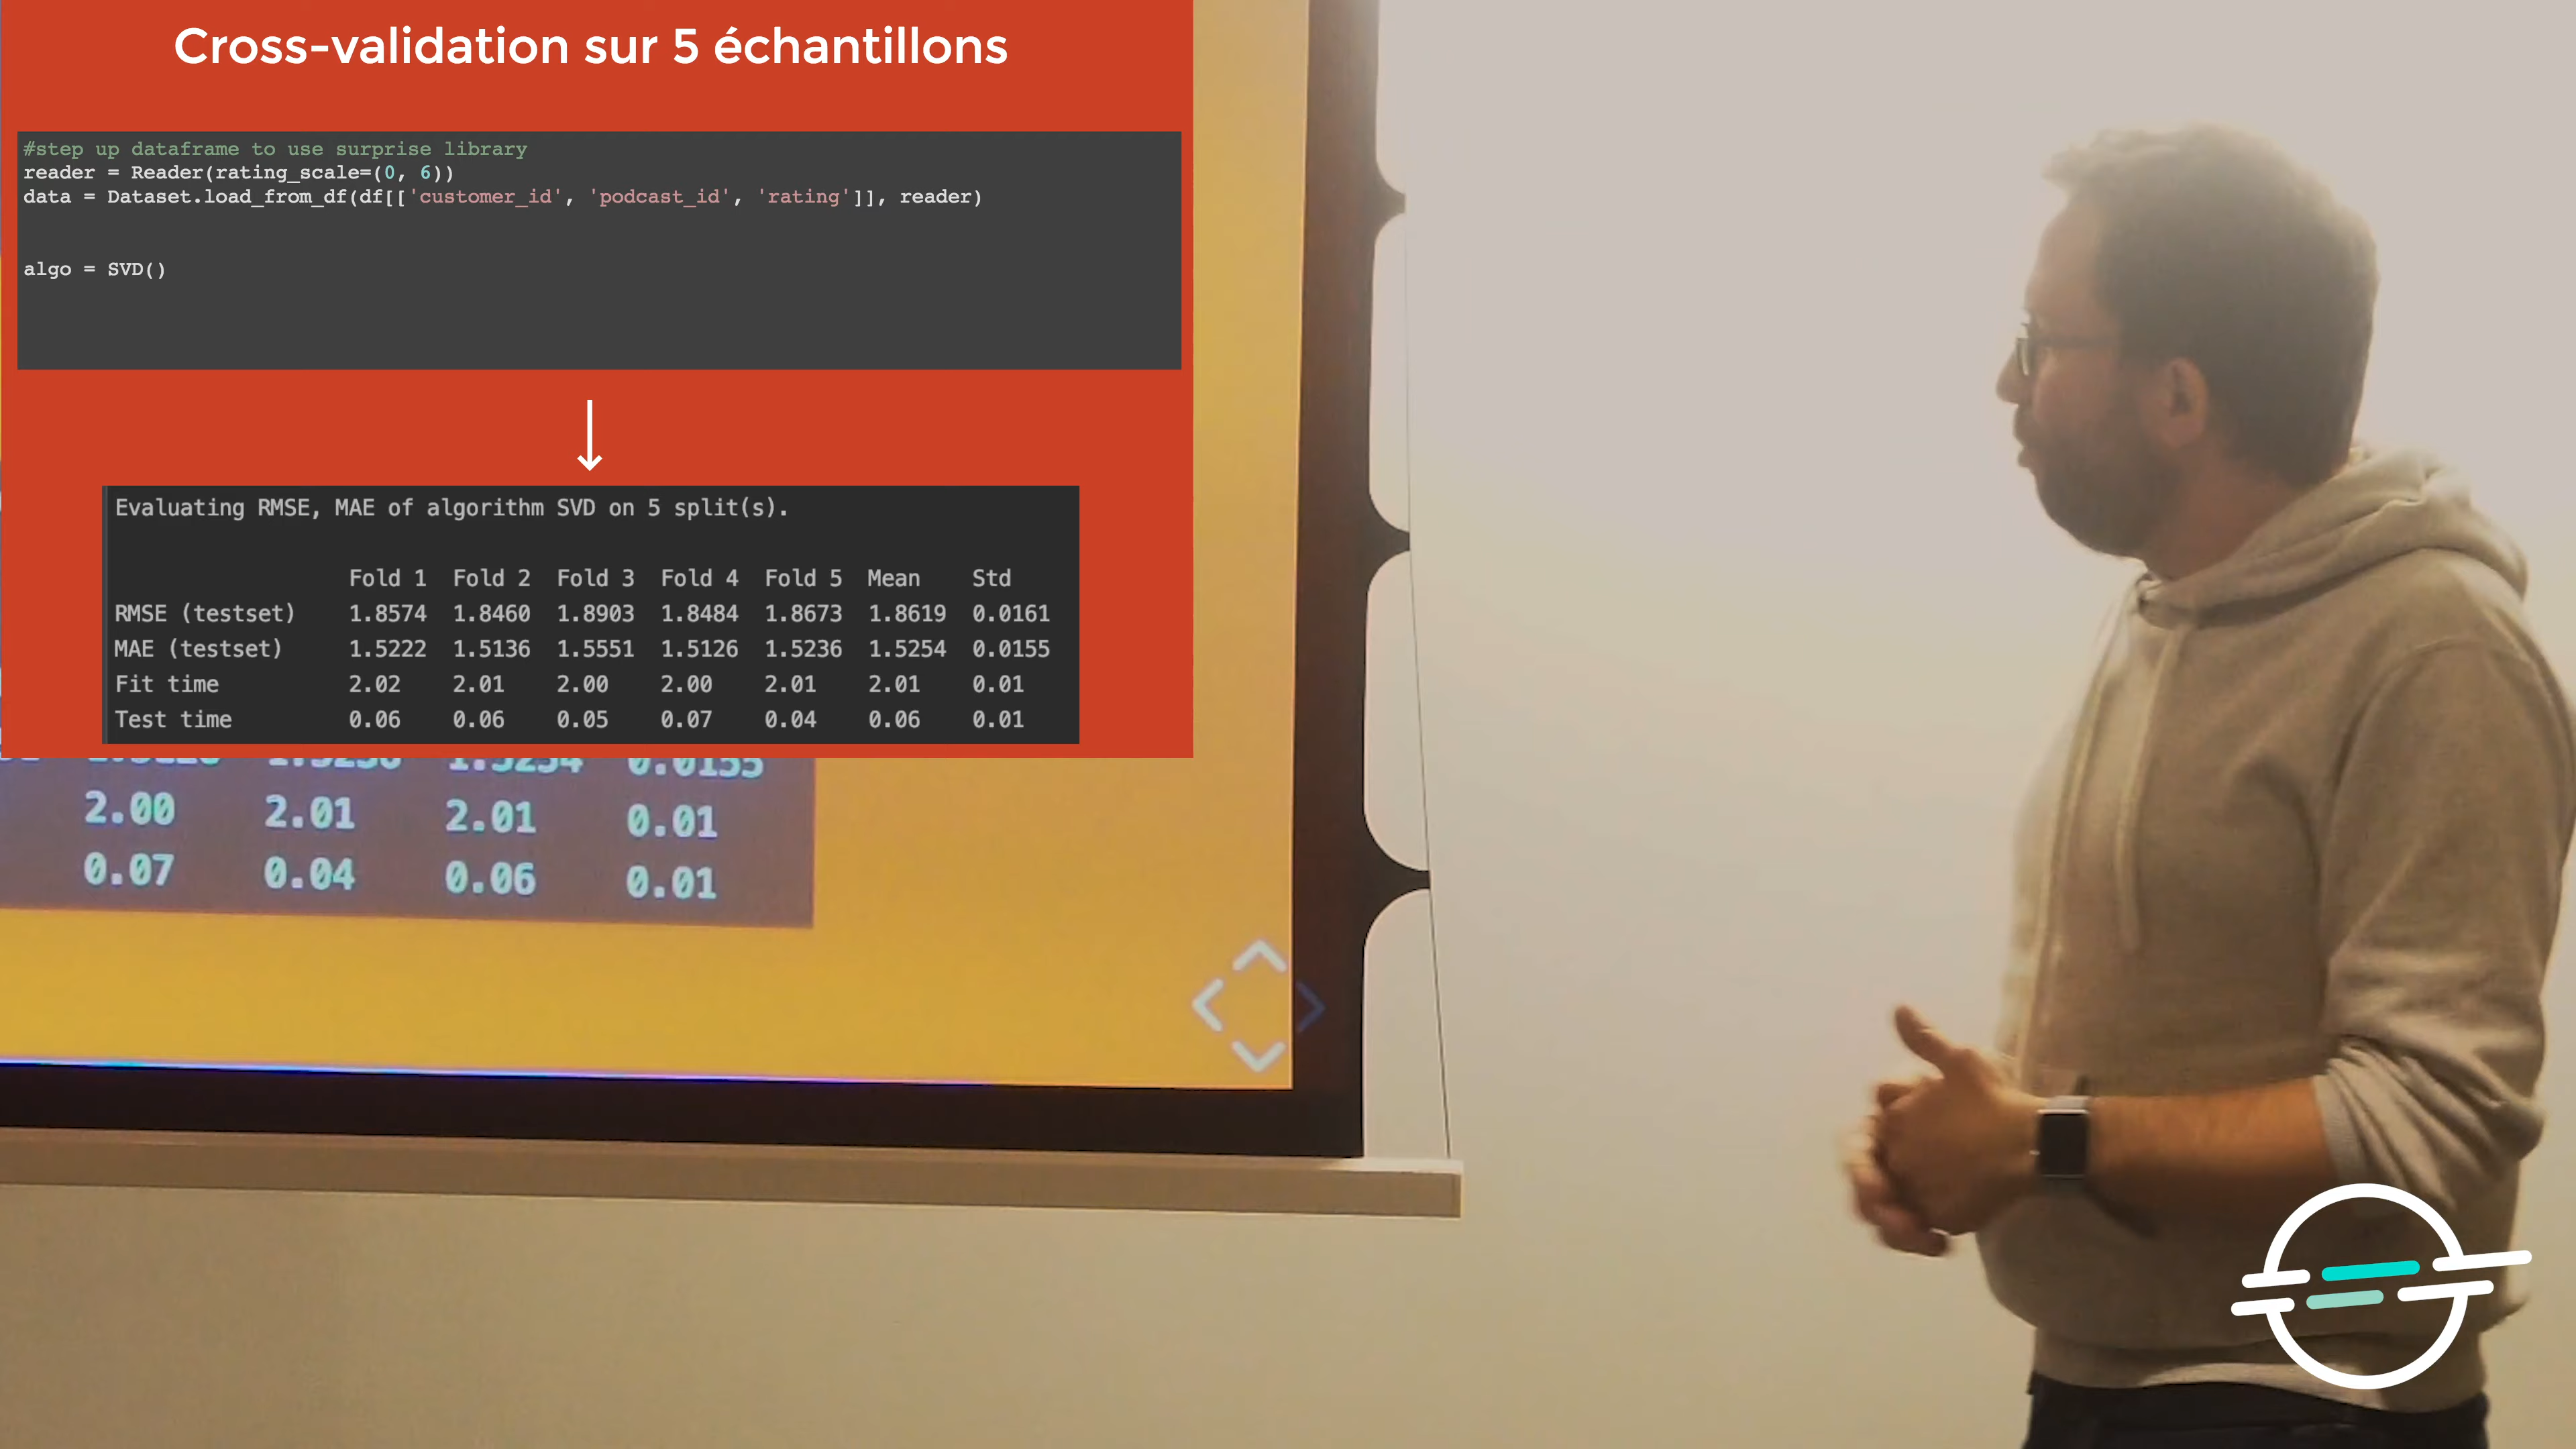 Cross-validation sur 5 échantillons
#step up dataframe to use surprise library
reader = Reader(rating_scale=(0, 6))
data = Dataset.load_from_df(df[['customer_id', 'podcast_id', 'rating']], reader)
algo = SVD()
Evaluating RMSE, MAE of algorithm SVD on 5 split(s).
Fold 1 Fold 2 Fold 3 Fold 4 Fold 5 Mean Std
RMSE (testset) 1.8574 1.8460 1.8903 1.8484 1.8673 1.8619 0.0161
MAE (testset) 1.5222 1.5136 1.5551 1.5126 1.5236 1.5254 0.0155
Fit time 2.02 2.01 2.00 2.00 2.01 2.01 0.01
Test time 0.06 0.06 0.05 0.07 0.04 0.06 0.01
1.5236 1.5254 0.0155
2.00 2.01 2.01 0.01
0.07 0.04 0.06 0.01